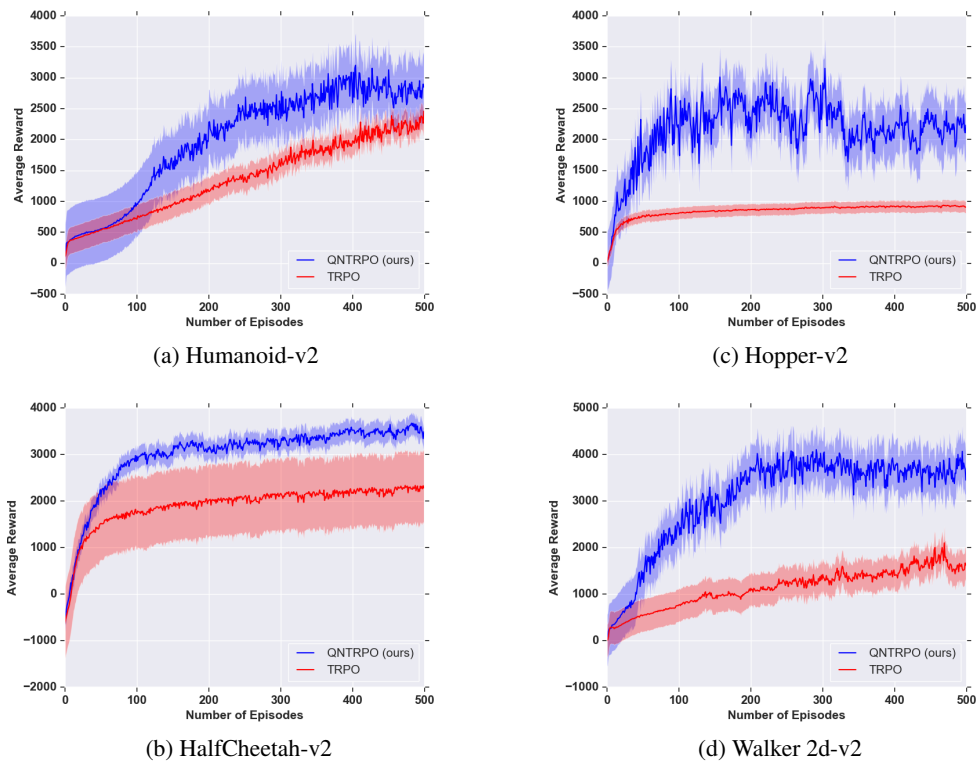 4000
3500
3000
2500
2000
1500
1000
500
0
−500
Average Reward
0 100 200 300 400 500
Number of Episodes
QNTRPO (ours)
TRPO
(a) Humanoid-v2
4000
3500
3000
2500
2000
1500
1000
500
0
−500
Average Reward
0 100 200 300 400 500
Number of Episodes
QNTRPO (ours)
TRPO
(c) Hopper-v2
4000
3000
2000
1000
0
−1000
−2000
Average Reward
0 100 200 300 400 500
Number of Episodes
QNTRPO (ours)
TRPO
(b) HalfCheetah-v2
5000
4000
3000
2000
1000
0
−1000
Average Reward
0 100 200 300 400 500
Number of Episodes
QNTRPO (ours)
TRPO
(d) Walker 2d-v2